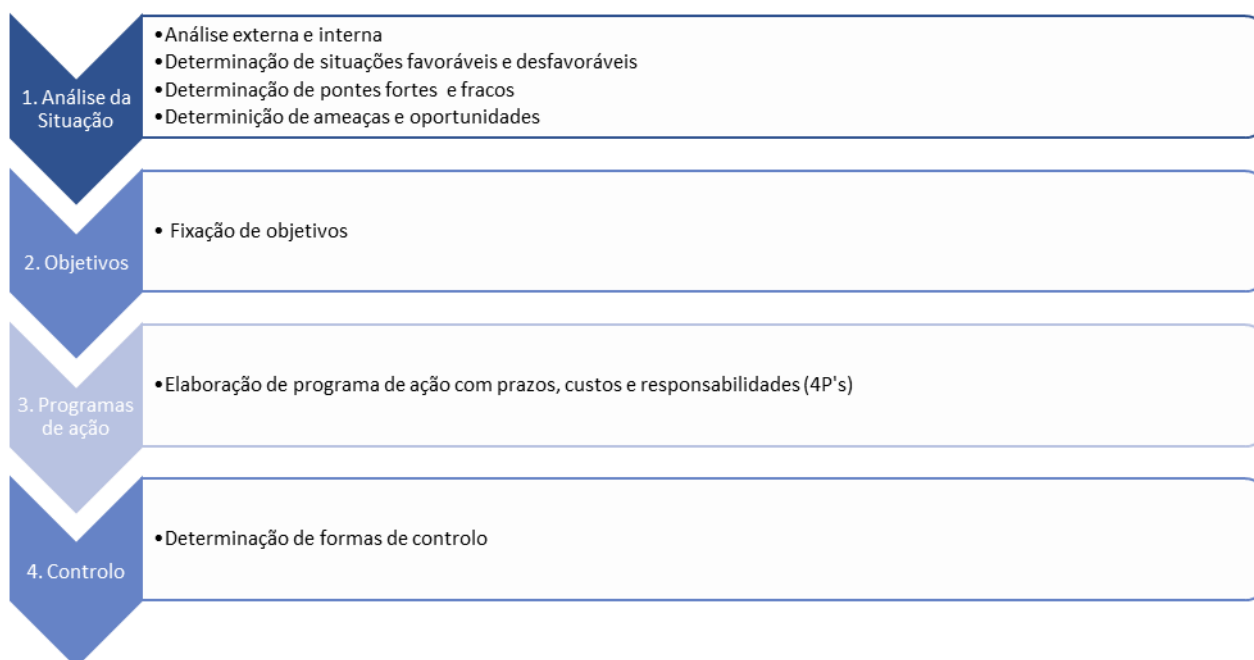 1. Análise da
Situação
•Análise externa e interna
•Determinação de situações favoráveis e desfavoráveis
•Determinação de pontes fortes e fracos
•Determinição de ameaças e oportunidades
2. Objetivos
• Fixação de objetivos
3. Programas
de ação
•Elaboração de programa de ação com prazos, custos e responsabilidades (4P's)
4. Controlo
•Determinação de formas de controlo